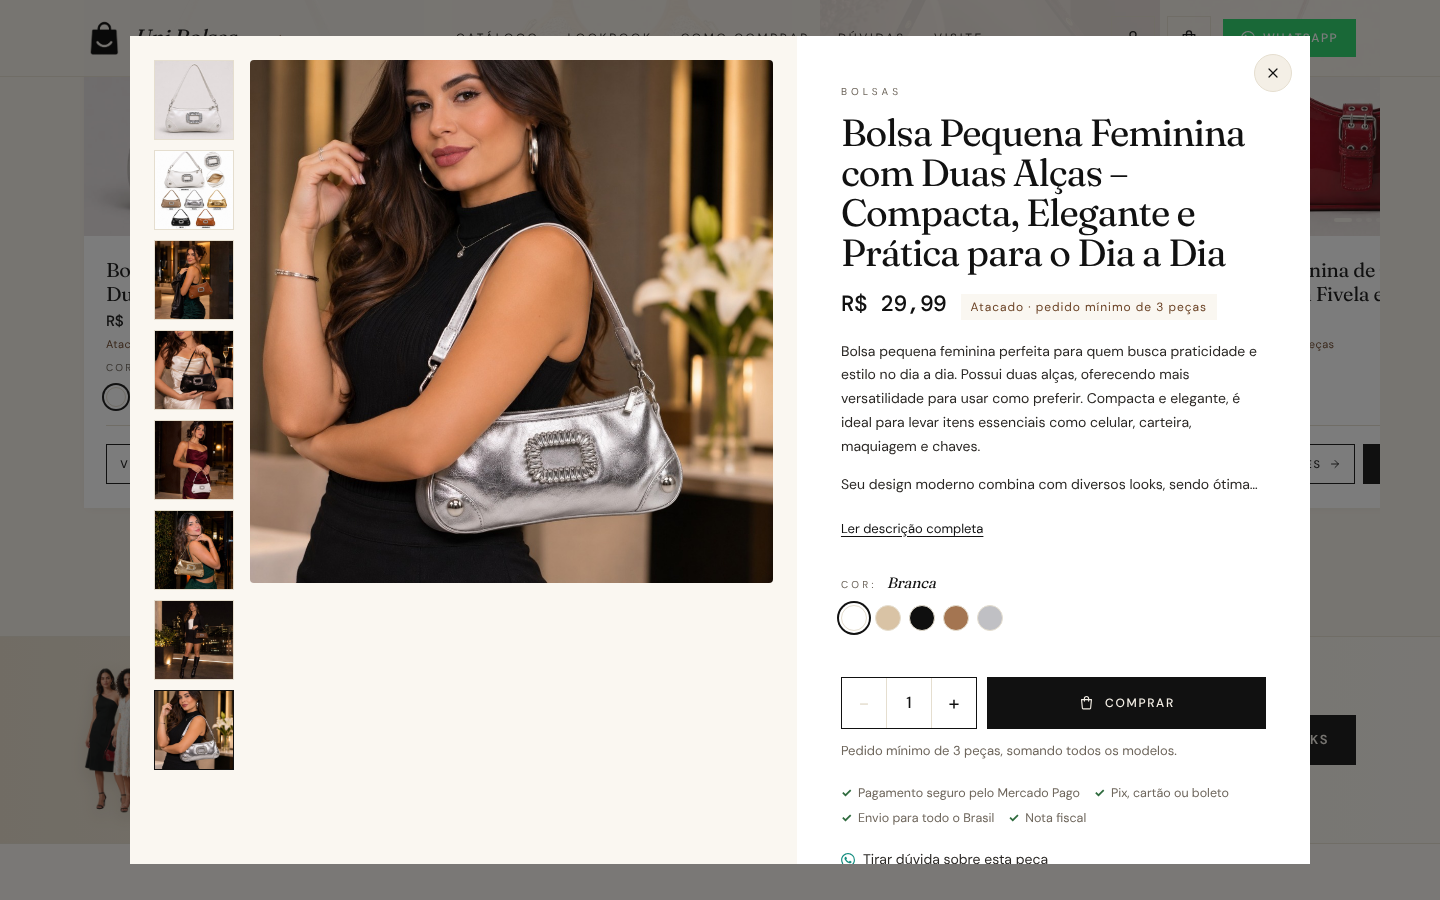 BOLSAS
Bolsa Pequena Feminina
com Duas Alças –
Compacta, Elegante e
Prática para o Dia a Dia
R$ 29,99 Atacado · pedido mínimo de 3 peças
Bolsa pequena feminina perfeita para quem busca praticidade e
estilo no dia a dia. Possui duas alças, oferecendo mais
versatilidade para usar como preferir. Compacta e elegante, é
ideal para levar itens essenciais como celular, carteira,
maquiagem e chaves.
Seu design moderno combina com diversos looks, sendo ótima...
Ler descrição completa
COR: Branca
− 1 + COMPRAR
Pedido mínimo de 3 peças, somando todos os modelos.
Pagamento seguro pelo Mercado Pago Pix, cartão ou boleto
Envio para todo o Brasil Nota fiscal
Tirar dúvida sobre esta peça
R$